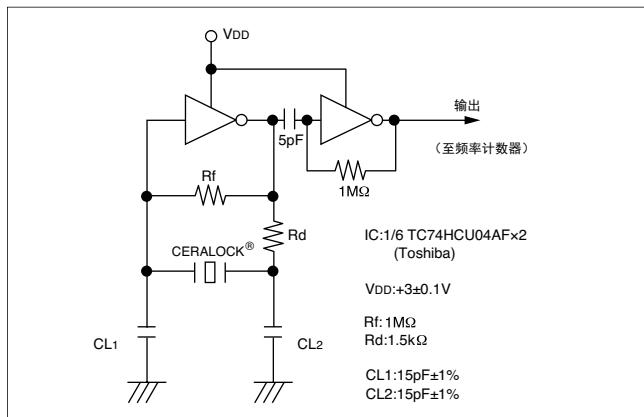 VDD
输出
5pF
（至频率计数器）
Rf
1MΩ
Rd
IC:1/6 TC74HCU04AF×2
(Toshiba)
CERALOCK®
VDD:+3±0.1V
Rf:1MΩ
Rd:1.5kΩ
CL1
CL2
CL1:15pF±1%
CL2:15pF±1%